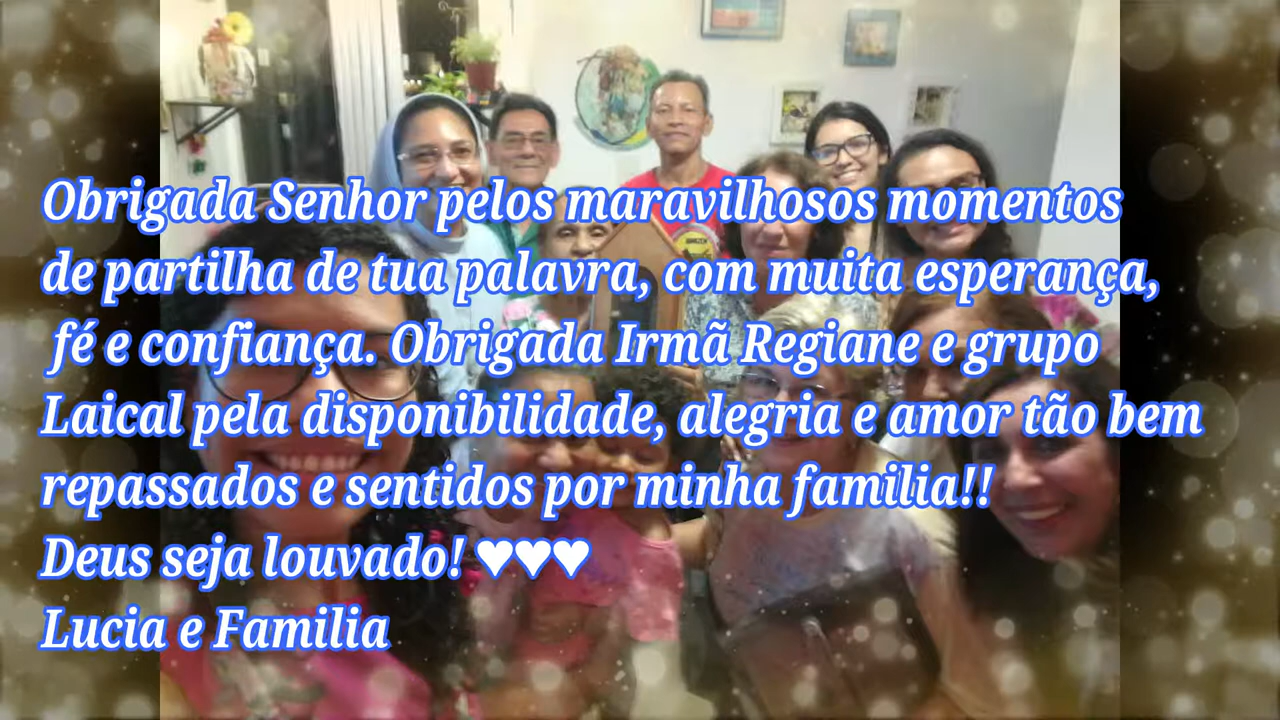 Obrigada Senhor pelos maravilhosos momentos
de partilha de tua palavra, com muita esperança,
fé e confiança. Obrigada Irmã Regiane e grupo
Laical pela disponibilidade, alegria e amor tão bem
repassados e sentidos por minha familia!!
Deus seja louvado! ♥♥♥
Lucia e Familia